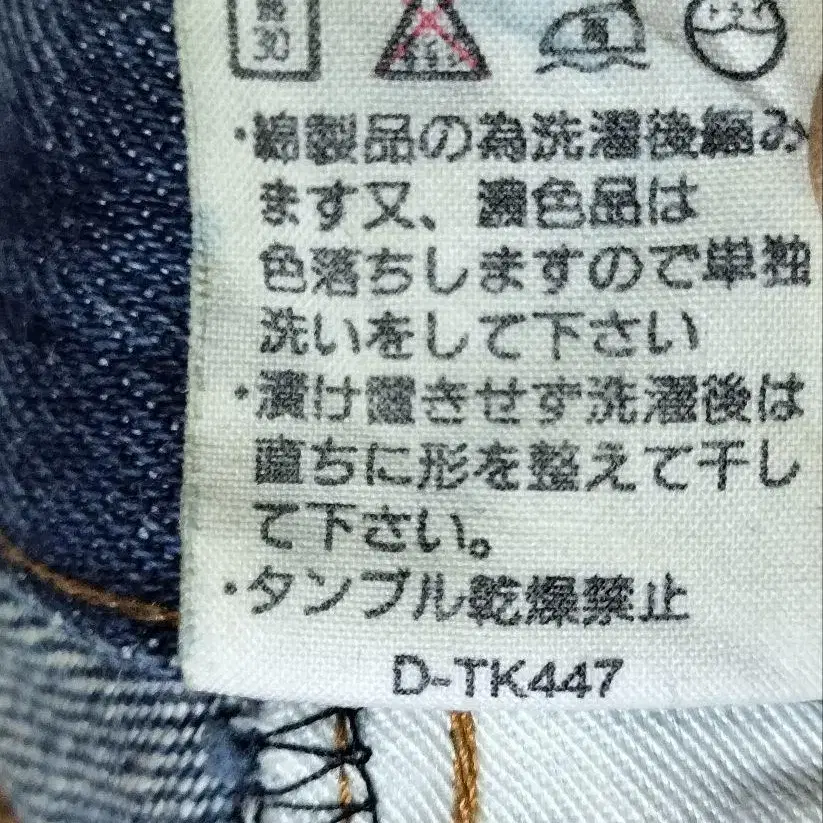 ・綿製品の為洗濯後縮み
ます又、濃色品は
色落ちしますので単独
洗いをして下さい
・漬け置きせず洗濯後は
直ちに形を整えて干し
て下さい。
・タンブル乾燥禁止
D-TK447